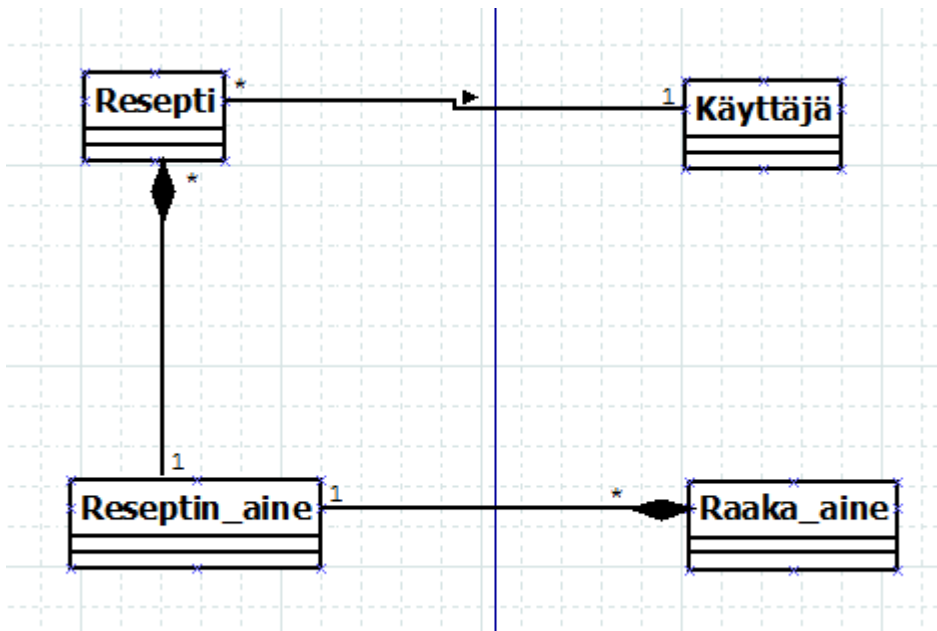 Resepti
*
1
Käyttäjä
*
1
Reseptin_aine
1
*
Raaka_aine